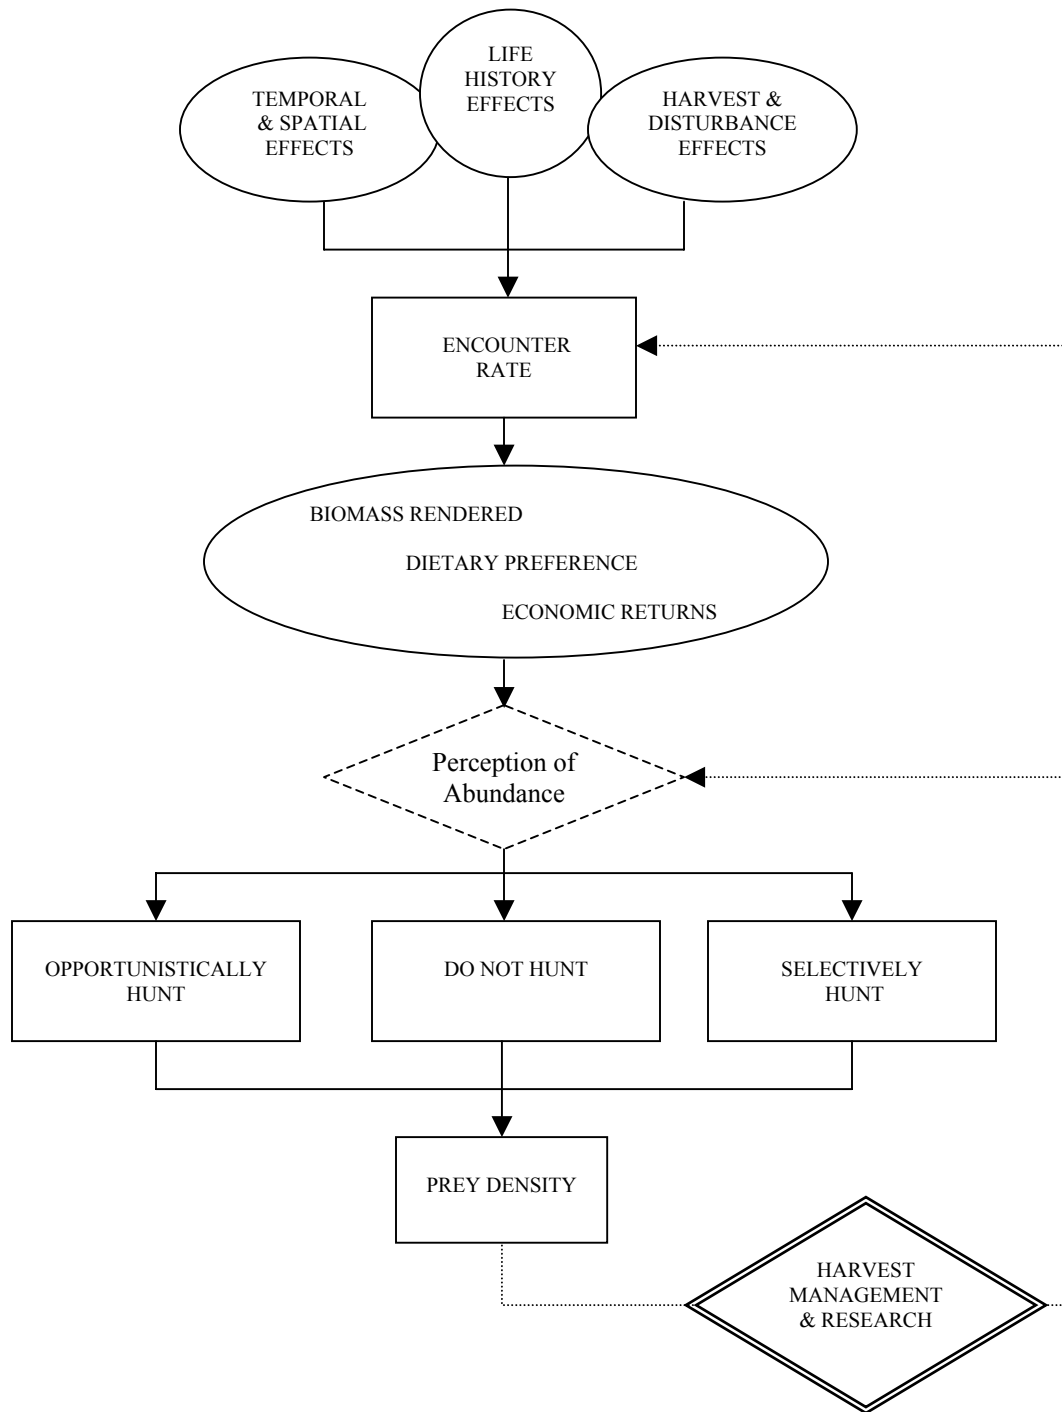 LIFE
HISTORY
EFFECTS
TEMPORAL
& SPATIAL
EFFECTS
HARVEST &
DISTURBANCE
EFFECTS
ENCOUNTER
RATE
BIOMASS RENDERED
DIETARY PREFERENCE
ECONOMIC RETURNS
Perception of
Abundance
OPPORTUNISTICALLY
HUNT
DO NOT HUNT
SELECTIVELY
HUNT
PREY DENSITY
HARVEST
MANAGEMENT
& RESEARCH